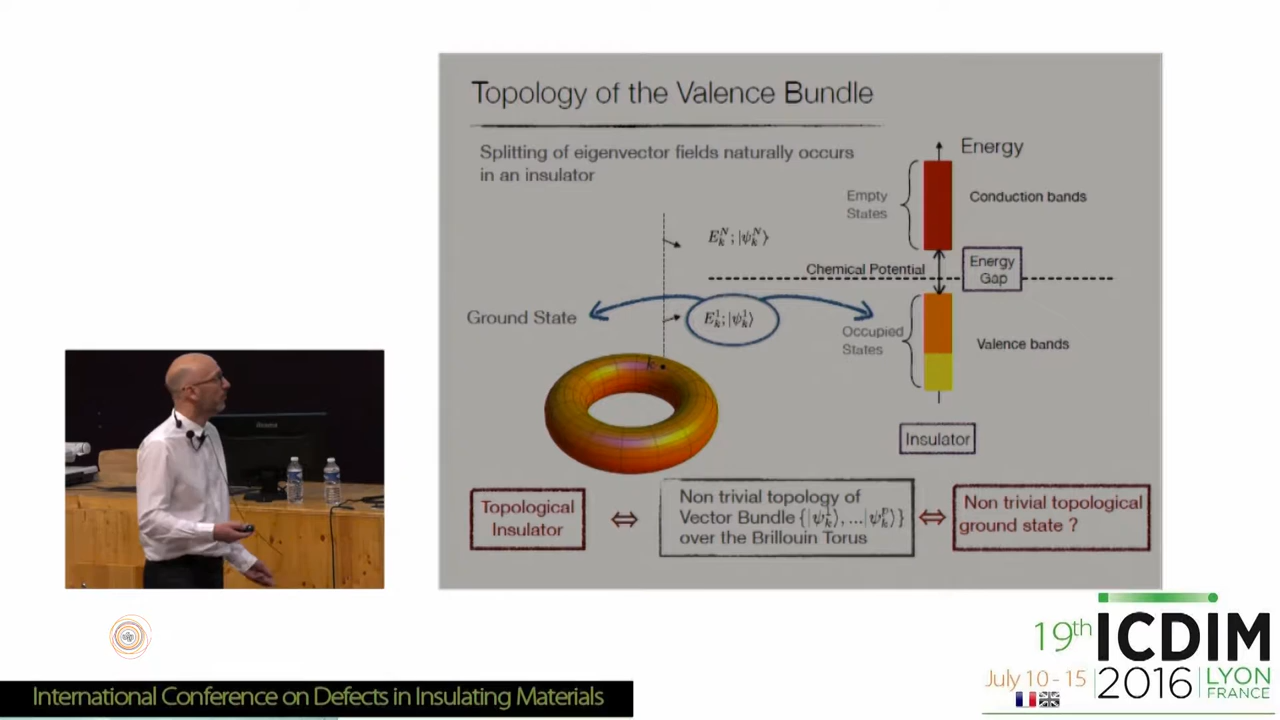 Topology of the Valence Bundle
Splitting of eigenvector fields naturally occurs
in an insulator
Energy
Empty
States
Conduction bands
E_k^N; |ψ_k^N⟩
Chemical Potential
Energy
Gap
Ground State
E_k^1; |ψ_k^1⟩
Occupied
States
Valence bands
k
Insulator
Topological
Insulator
⇔
Non trivial topology of
Vector Bundle {|ψ_k^1⟩, ...|ψ_k^p⟩}
over the Brillouin Torus
⇔
Non trivial topological
ground state ?
19th ICDIM
July 10 - 15 2016 LYON
FRANCE
International Conference on Defects in Insulating Materials